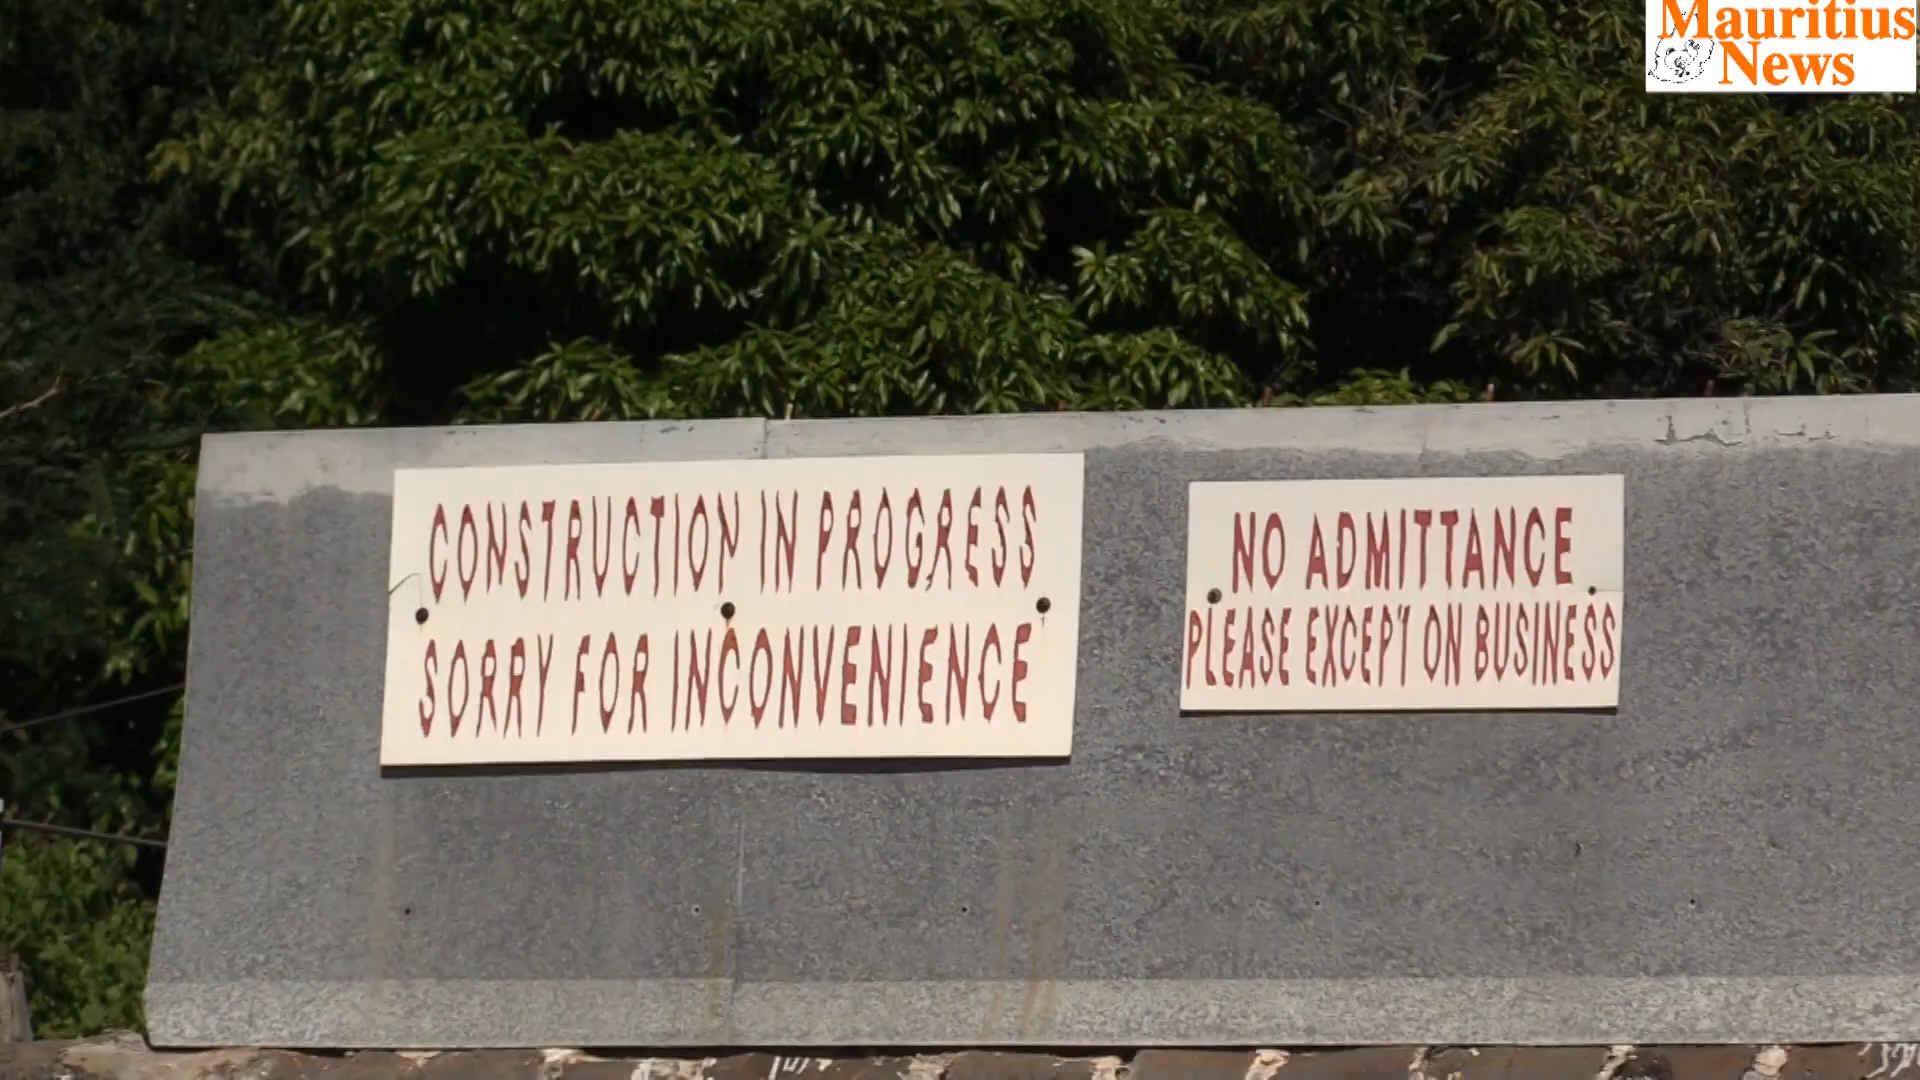 Mauritius
News
CONSTRUCTION IN PROGRESS
SORRY FOR INCONVENIENCE
NO ADMITTANCE
PLEASE EXCEPT ON BUSINESS